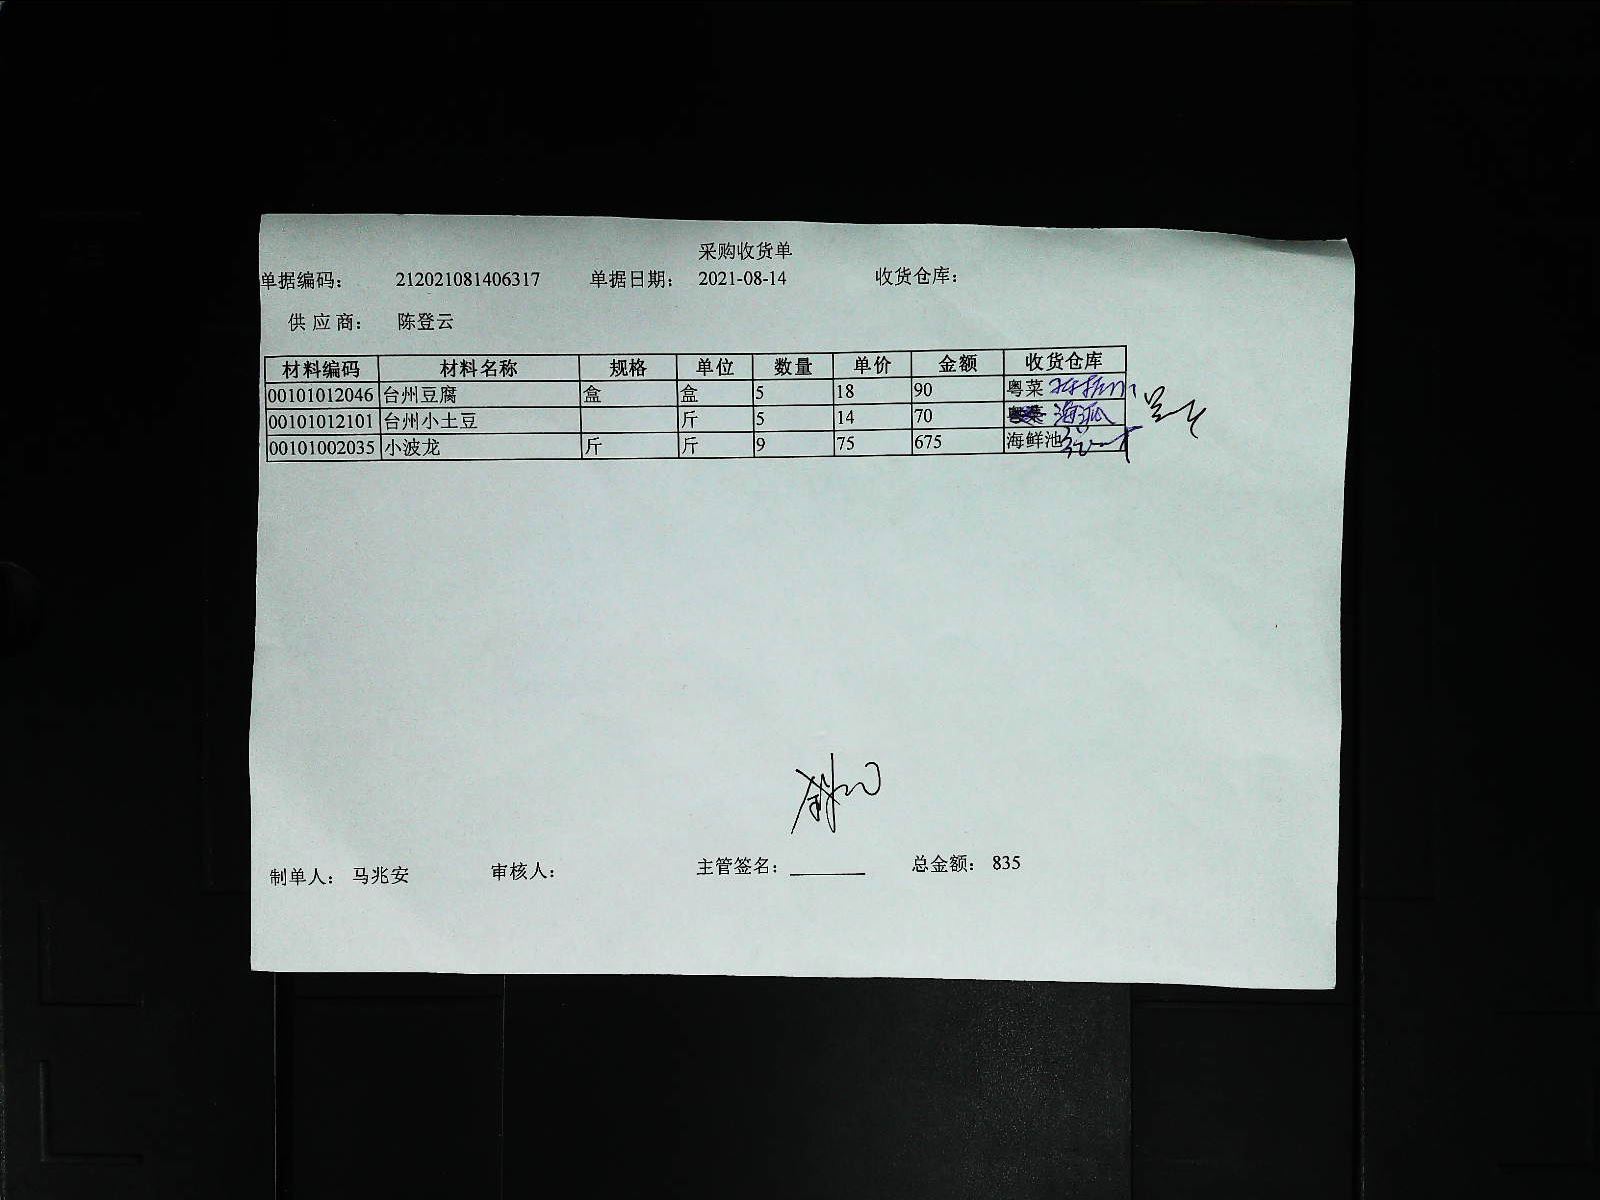 采购收货单
单据编码： 212021081406317 单据日期： 2021-08-14 收货仓库：
供应商： 陈登云
材料编码 材料名称 规格 单位 数量 单价 金额 收货仓库
00101012046 台州豆腐 盒 盒 5 18 90 粤菜
00101012101 台州小土豆 斤 5 14 70
00101002035 小波龙 斤 斤 9 75 675 海鲜池
制单人： 马兆安 审核人： 主管签名： 总金额： 835